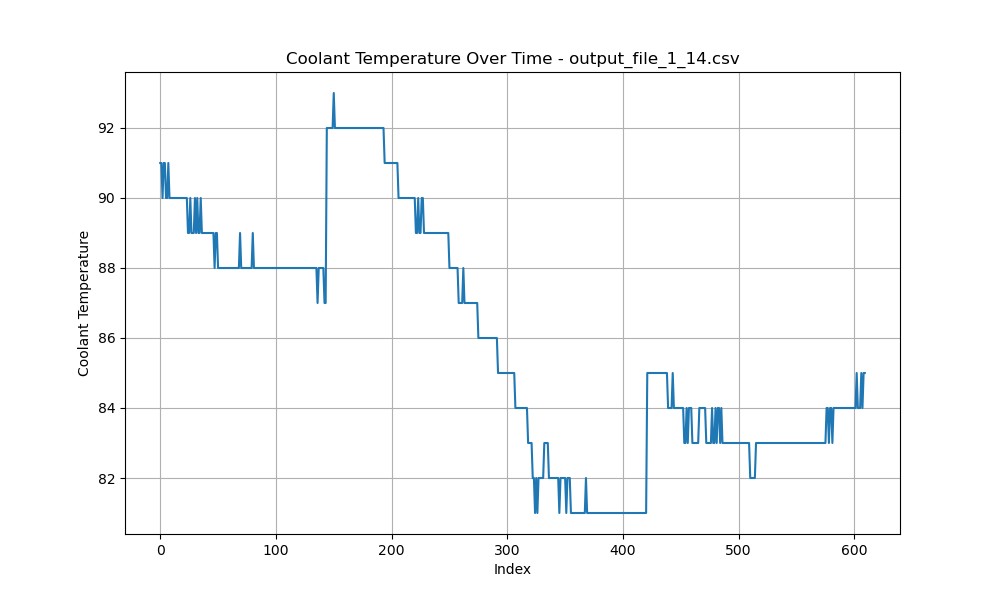 Coolant Temperature Over Time - output_file_1_14.csv
Coolant Temperature
92
90
88
86
84
82
0 100 200 300 400 500 600
Index